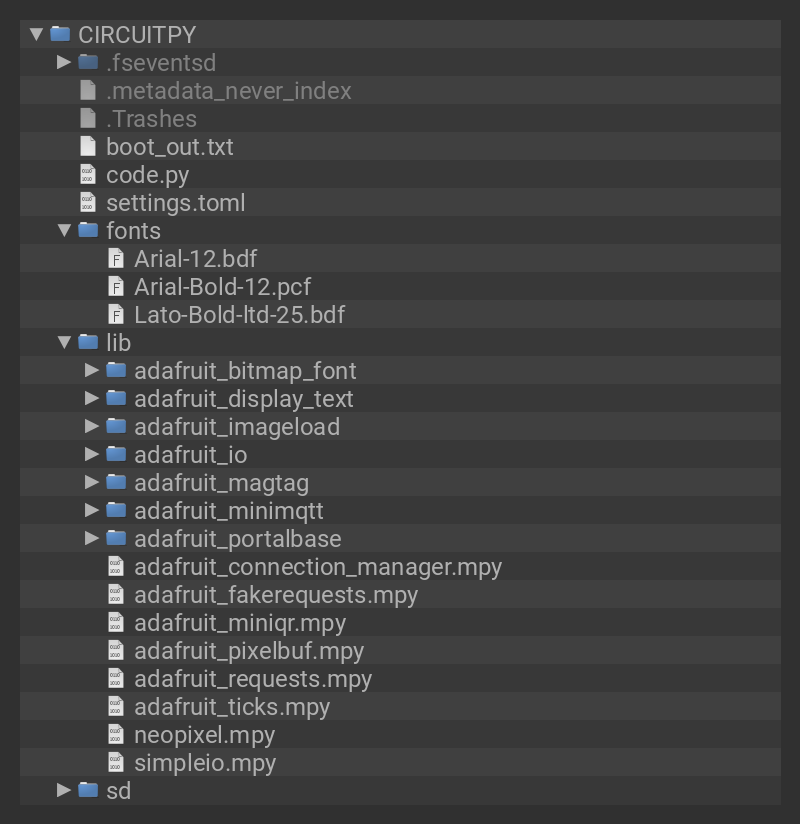 CIRCUITPY
.fseventsd
.metadata_never_index
.Trashes
boot_out.txt
code.py
settings.toml
fonts
Arial-12.bdf
Arial-Bold-12.pcf
Lato-Bold-ltd-25.bdf
lib
adafruit_bitmap_font
adafruit_display_text
adafruit_imageload
adafruit_io
adafruit_magtag
adafruit_minimqtt
adafruit_portalbase
adafruit_connection_manager.mpy
adafruit_fakerequests.mpy
adafruit_miniqr.mpy
adafruit_pixelbuf.mpy
adafruit_requests.mpy
adafruit_ticks.mpy
neopixel.mpy
simpleio.mpy
sd